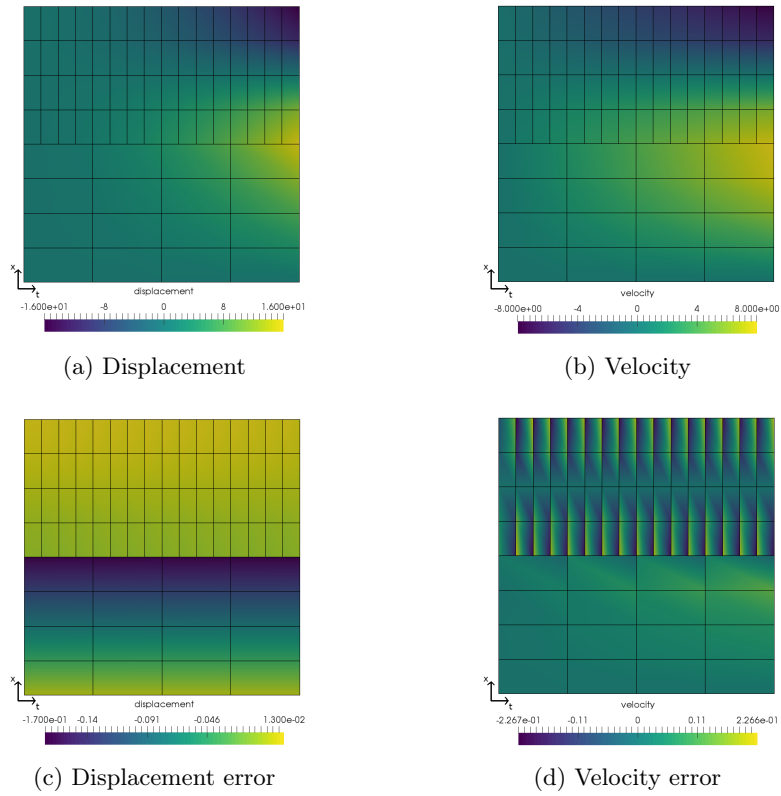 x
t
displacement
-1.600e+01 -8 0 8 1.600e+01
(a) Displacement
x
t
velocity
-8.000e+00 -4 0 4 8.000e+00
(b) Velocity
x
t
displacement
-1.700e-01 -0.14 -0.091 -0.046 1.300e-02
(c) Displacement error
x
t
velocity
-2.267e-01 -0.11 0 0.11 2.266e-01
(d) Velocity error